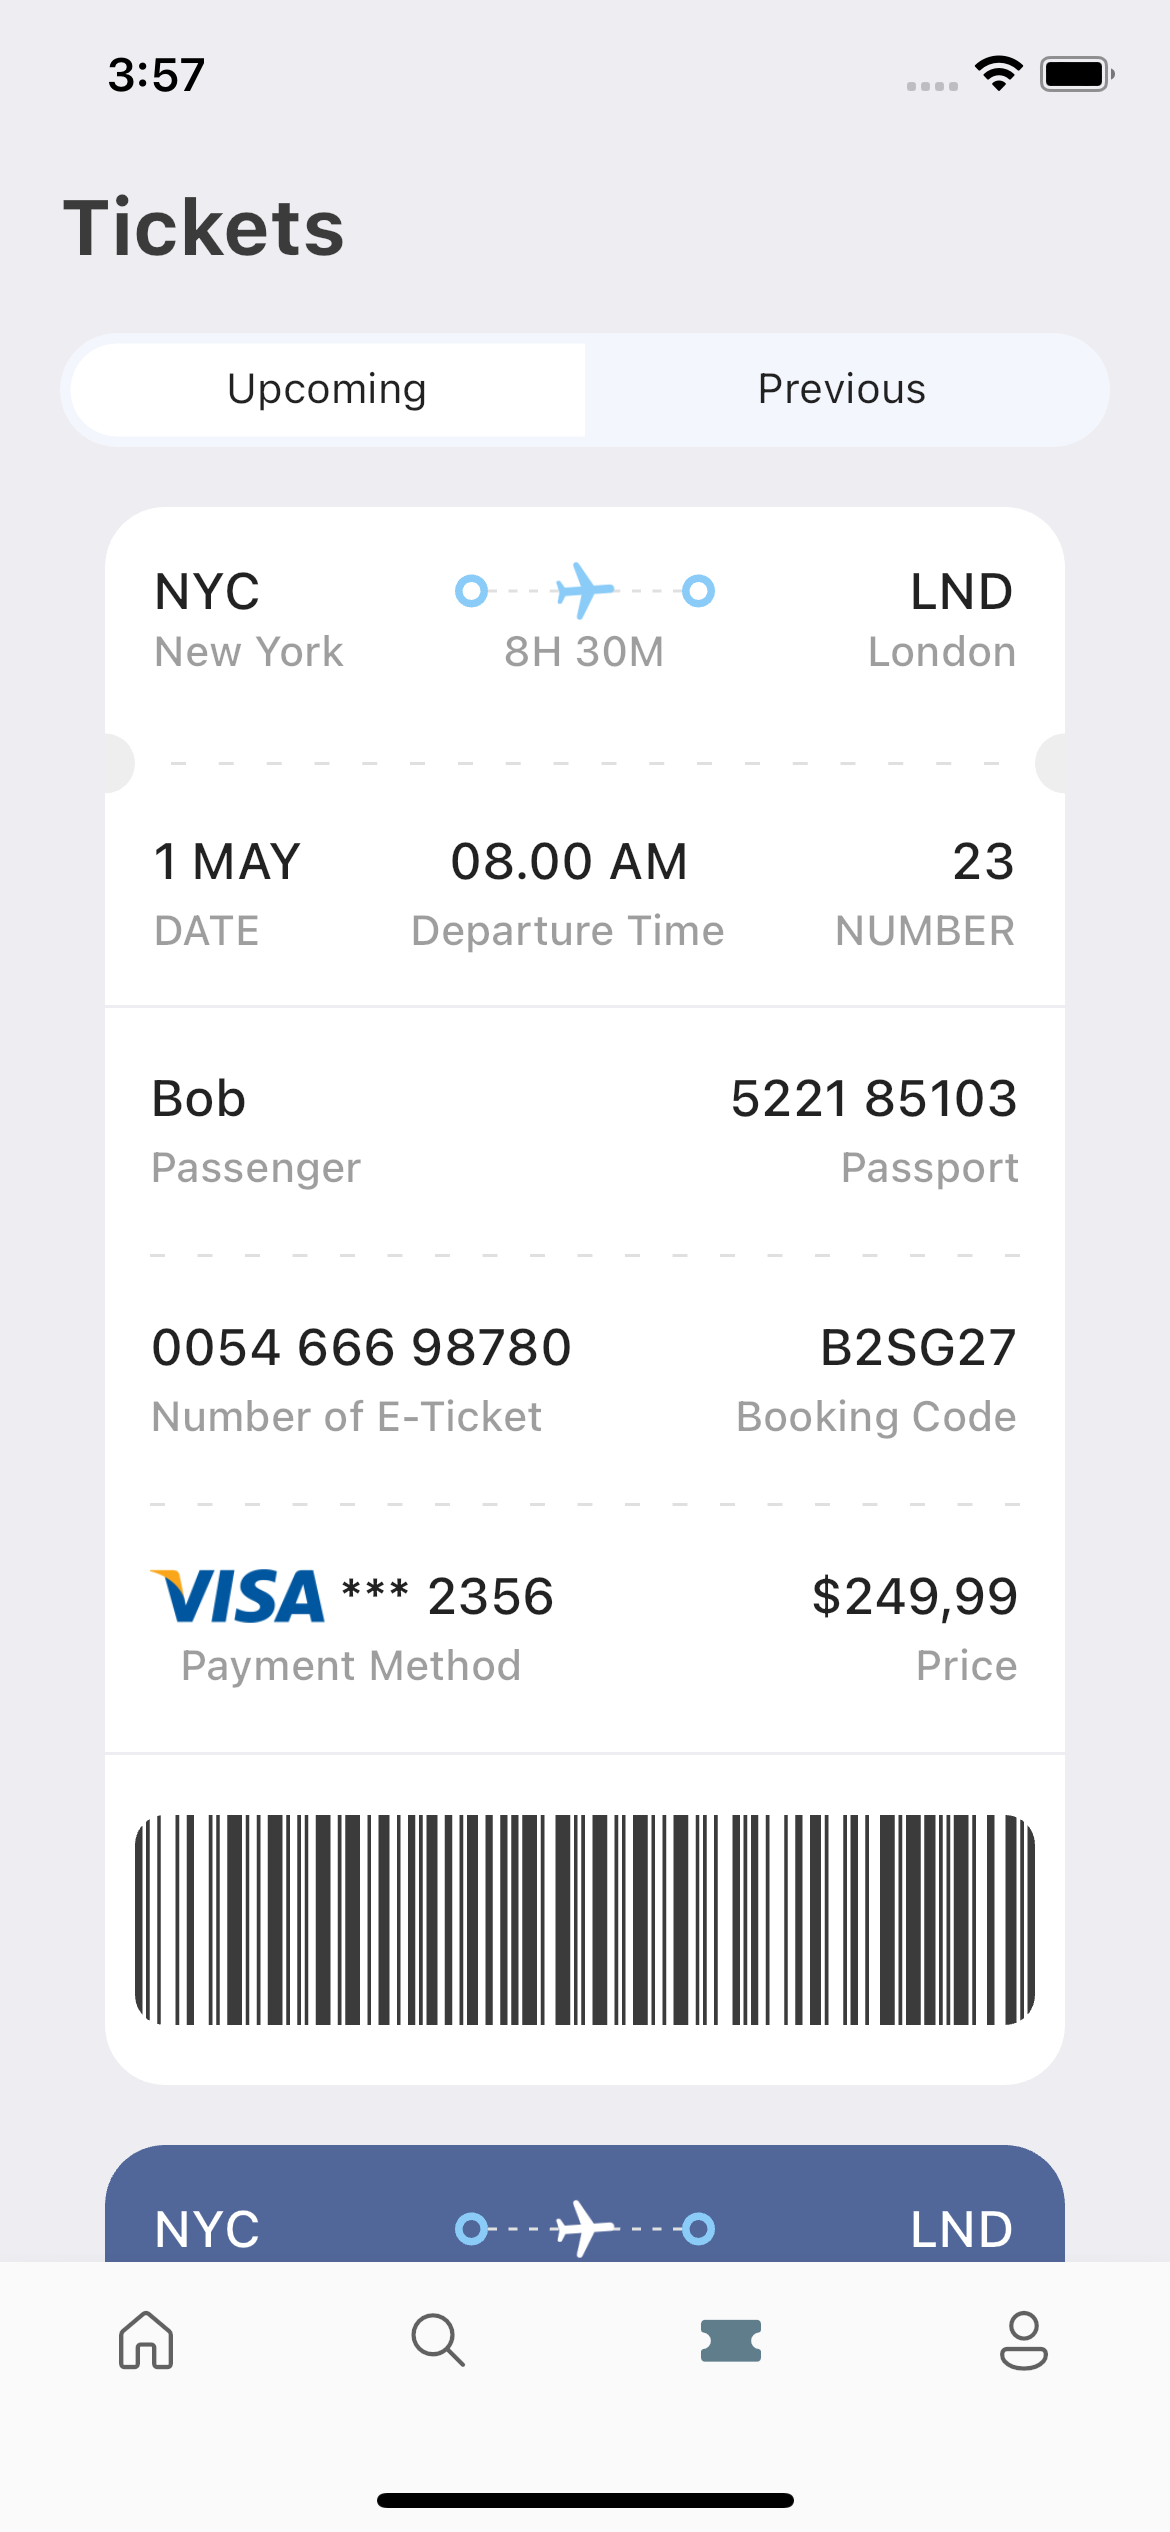 3:57
Tickets
Upcoming Previous
NYC LND
New York 8H 30M London
1 MAY 08.00 AM 23
DATE Departure Time NUMBER
Bob 5221 85103
Passenger Passport
0054 666 98780 B2SG27
Number of E-Ticket Booking Code
VISA *** 2356 $249,99
Payment Method Price
NYC LND